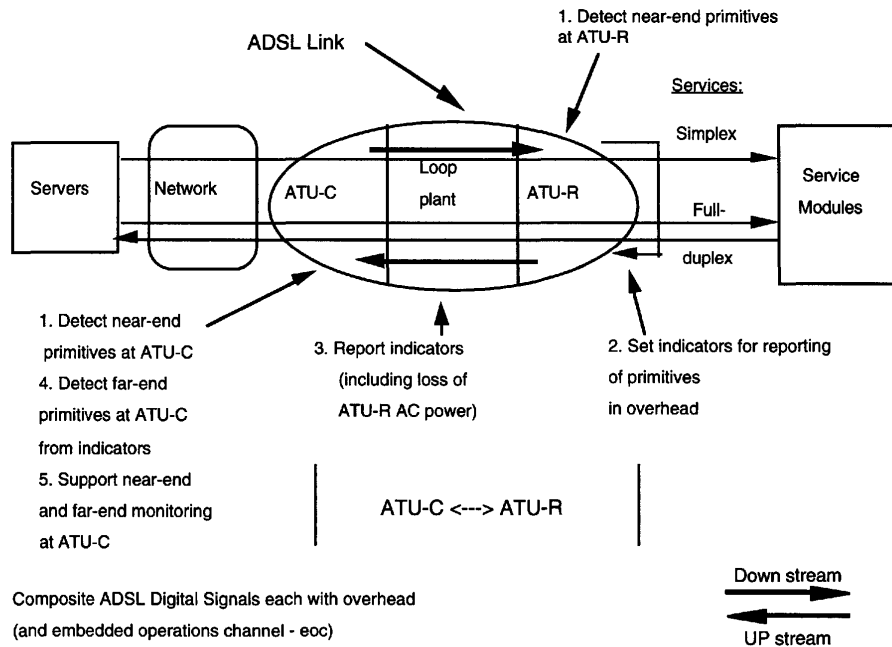 1. Detect near-end primitives
at ATU-R
ADSL Link
Services:
Simplex
Servers
Network
ATU-C
Loop
plant
ATU-R
Service
Modules
Full-
duplex
1. Detect near-end
primitives at ATU-C
4. Detect far-end
primitives at ATU-C
from indicators
5. Support near-end
and far-end monitoring
at ATU-C
3. Report indicators
(including loss of
ATU-R AC power)
2. Set indicators for reporting
of primitives
in overhead
ATU-C <---> ATU-R
Composite ADSL Digital Signals each with overhead
(and embedded operations channel - eoc)
Down stream
UP stream